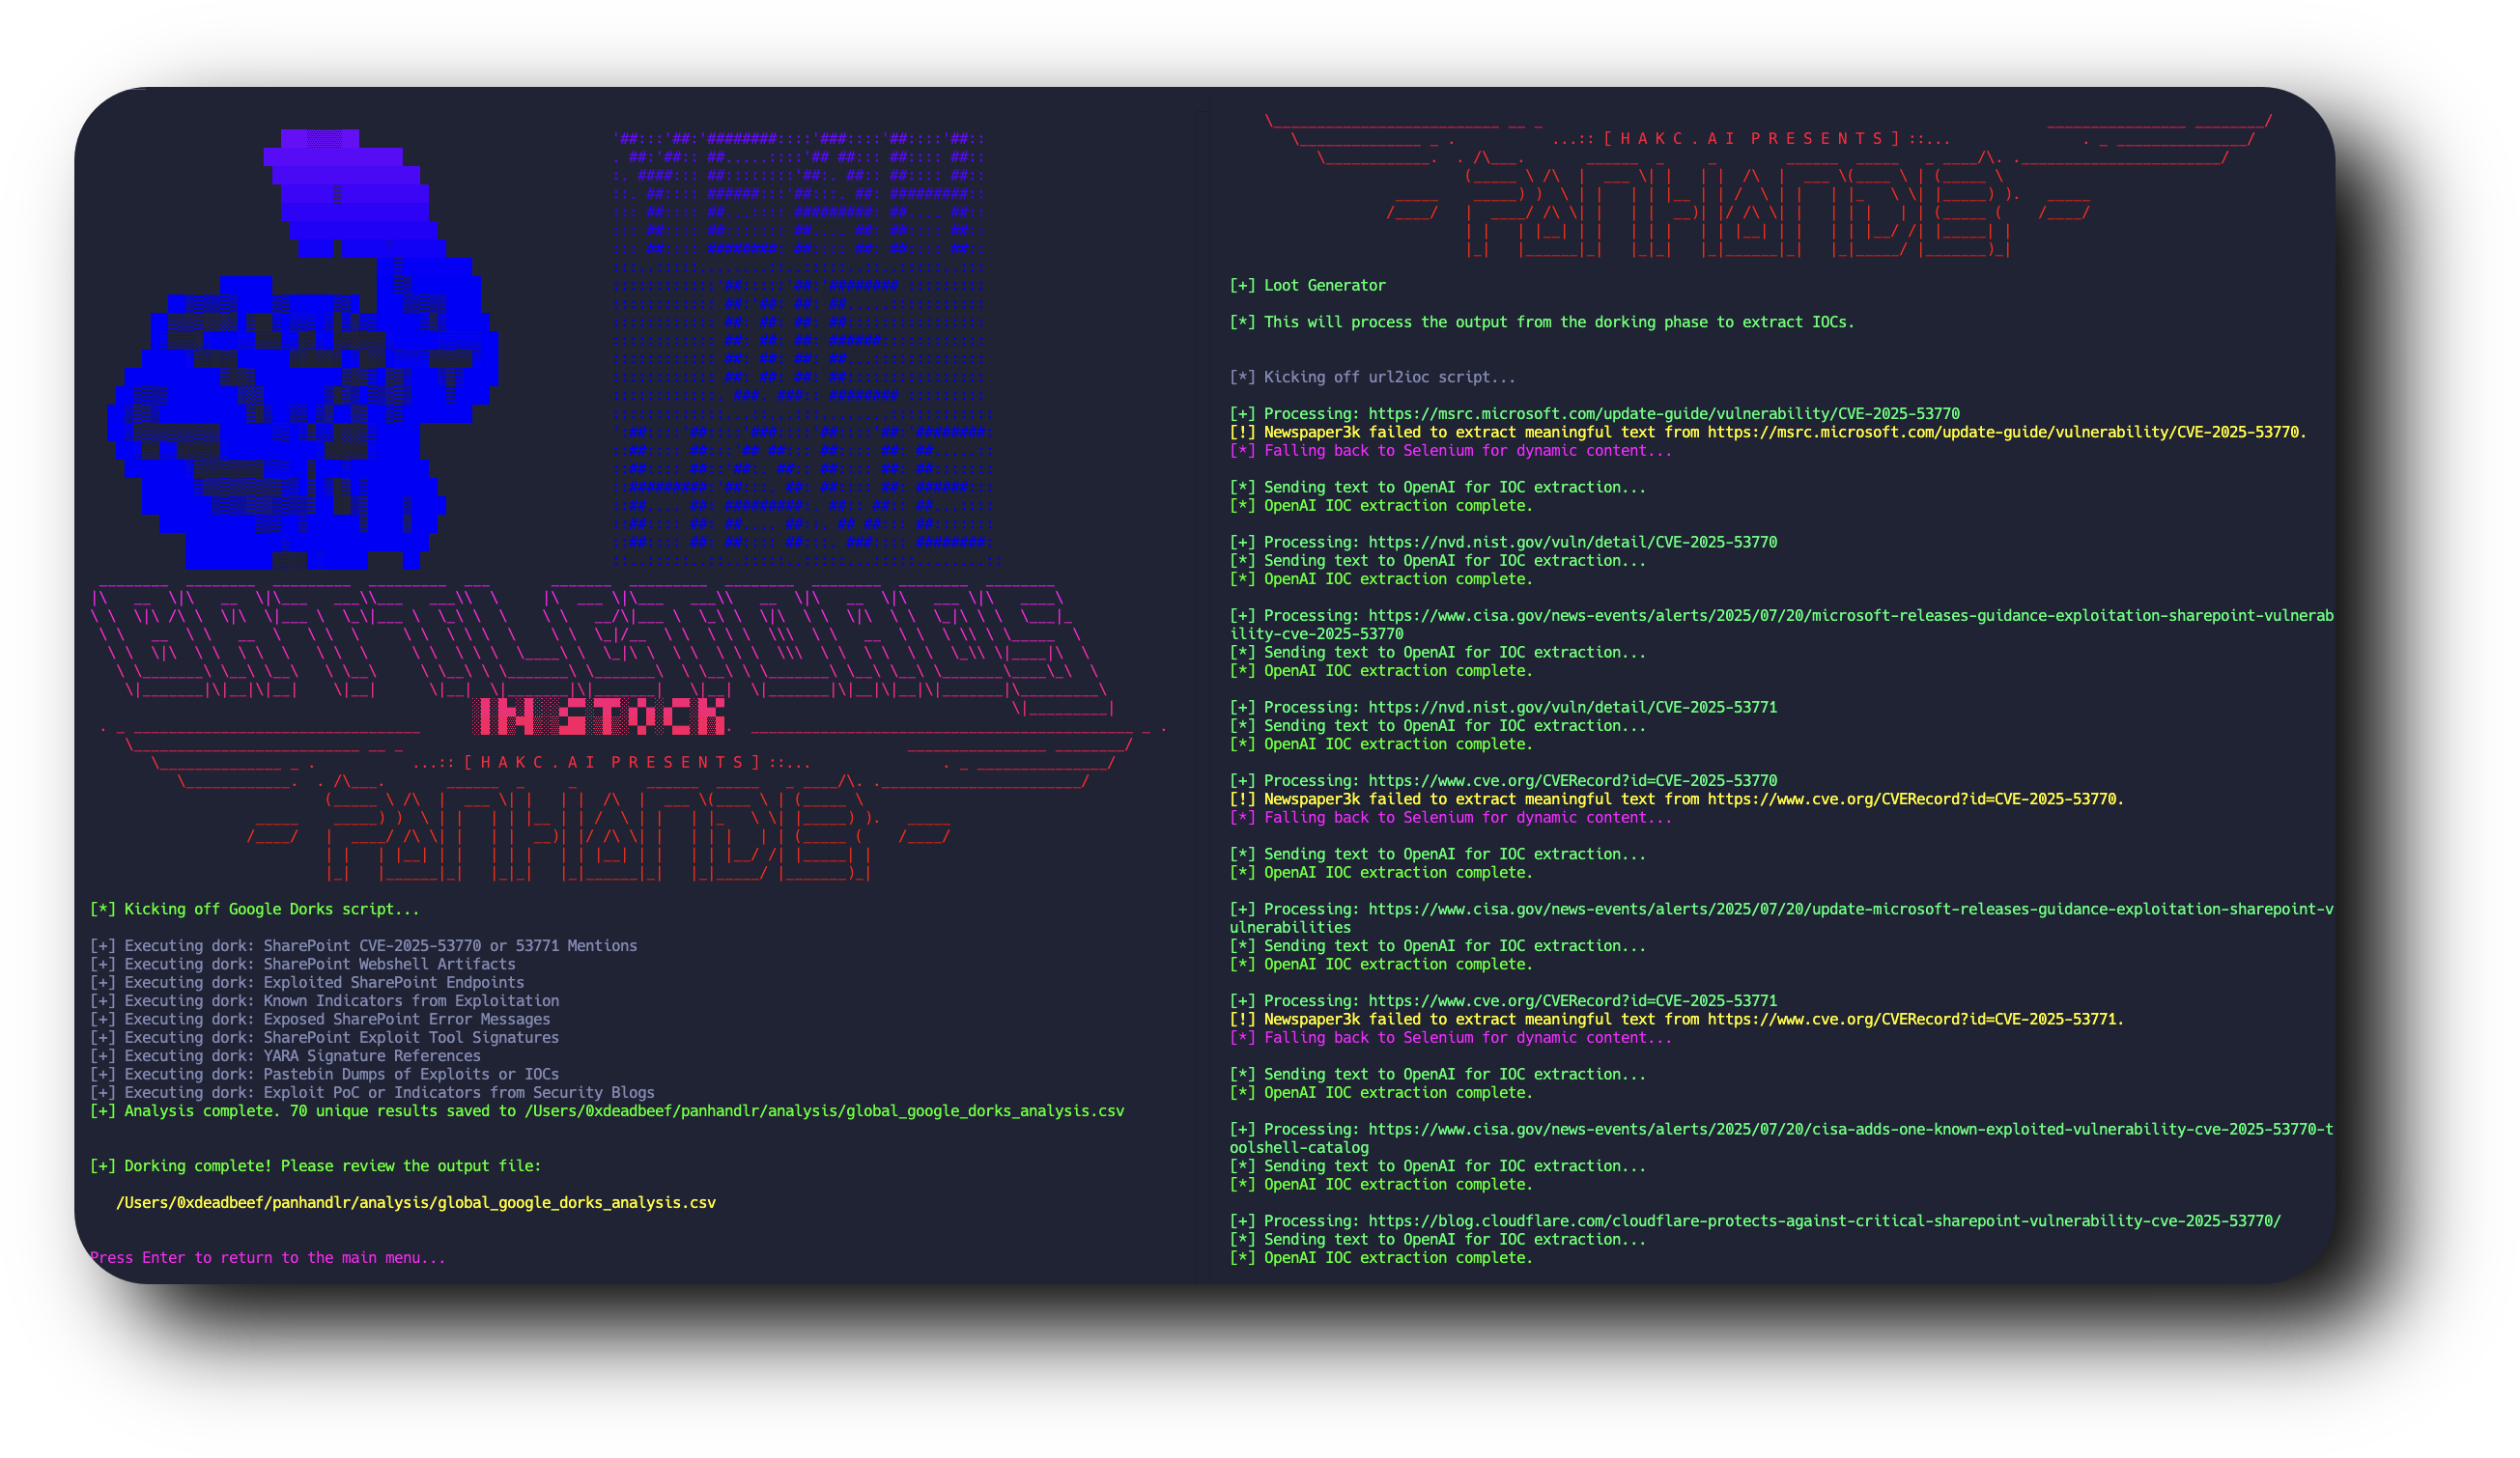 YEAH
WE
HAVE
BATTLESTORES
IN STOCK
...:: [ H A K C . A I  P R E S E N T S ] ::...
[*] Kicking off Google Dorks script...
[+] Executing dork: SharePoint CVE-2025-53770 or 53771 Mentions
[+] Executing dork: SharePoint Webshell Artifacts
[+] Executing dork: Exploited SharePoint Endpoints
[+] Executing dork: Known Indicators from Exploitation
[+] Executing dork: Exposed SharePoint Error Messages
[+] Executing dork: SharePoint Exploit Tool Signatures
[+] Executing dork: YARA Signature References
[+] Executing dork: Pastebin Dumps of Exploits or IOCs
[+] Executing dork: Exploit PoC or Indicators from Security Blogs
[+] Analysis complete. 70 unique results saved to /Users/0xdeadbeef/panhandlr/analysis/global_google_dorks_analysis.csv
[+] Dorking complete! Please review the output file:
/Users/0xdeadbeef/panhandlr/analysis/global_google_dorks_analysis.csv
Press Enter to return to the main menu...
...:: [ H A K C . A I  P R E S E N T S ] ::...
[+] Loot Generator
[*] This will process the output from the dorking phase to extract IOCs.
[*] Kicking off url2ioc script...
[+] Processing: https://msrc.microsoft.com/update-guide/vulnerability/CVE-2025-53770
[!] Newspaper3k failed to extract meaningful text from https://msrc.microsoft.com/update-guide/vulnerability/CVE-2025-53770.
[*] Falling back to Selenium for dynamic content...
[*] Sending text to OpenAI for IOC extraction...
[*] OpenAI IOC extraction complete.
[+] Processing: https://nvd.nist.gov/vuln/detail/CVE-2025-53770
[*] Sending text to OpenAI for IOC extraction...
[*] OpenAI IOC extraction complete.
[+] Processing: https://www.cisa.gov/news-events/alerts/2025/07/20/microsoft-releases-guidance-exploitation-sharepoint-vulnerab
ility-cve-2025-53770
[*] Sending text to OpenAI for IOC extraction...
[*] OpenAI IOC extraction complete.
[+] Processing: https://nvd.nist.gov/vuln/detail/CVE-2025-53771
[*] Sending text to OpenAI for IOC extraction...
[*] OpenAI IOC extraction complete.
[+] Processing: https://www.cve.org/CVERecord?id=CVE-2025-53770
[!] Newspaper3k failed to extract meaningful text from https://www.cve.org/CVERecord?id=CVE-2025-53770.
[*] Falling back to Selenium for dynamic content...
[*] Sending text to OpenAI for IOC extraction...
[*] OpenAI IOC extraction complete.
[+] Processing: https://www.cisa.gov/news-events/alerts/2025/07/20/update-microsoft-releases-guidance-exploitation-sharepoint-v
ulnerabilities
[*] Sending text to OpenAI for IOC extraction...
[*] OpenAI IOC extraction complete.
[+] Processing: https://www.cve.org/CVERecord?id=CVE-2025-53771
[!] Newspaper3k failed to extract meaningful text from https://www.cve.org/CVERecord?id=CVE-2025-53771.
[*] Falling back to Selenium for dynamic content...
[*] Sending text to OpenAI for IOC extraction...
[*] OpenAI IOC extraction complete.
[+] Processing: https://www.cisa.gov/news-events/alerts/2025/07/20/cisa-adds-one-known-exploited-vulnerability-cve-2025-53770-t
oolshell-catalog
[*] Sending text to OpenAI for IOC extraction...
[*] OpenAI IOC extraction complete.
[+] Processing: https://blog.cloudflare.com/cloudflare-protects-against-critical-sharepoint-vulnerability-cve-2025-53770/
[*] Sending text to OpenAI for IOC extraction...
[*] OpenAI IOC extraction complete.